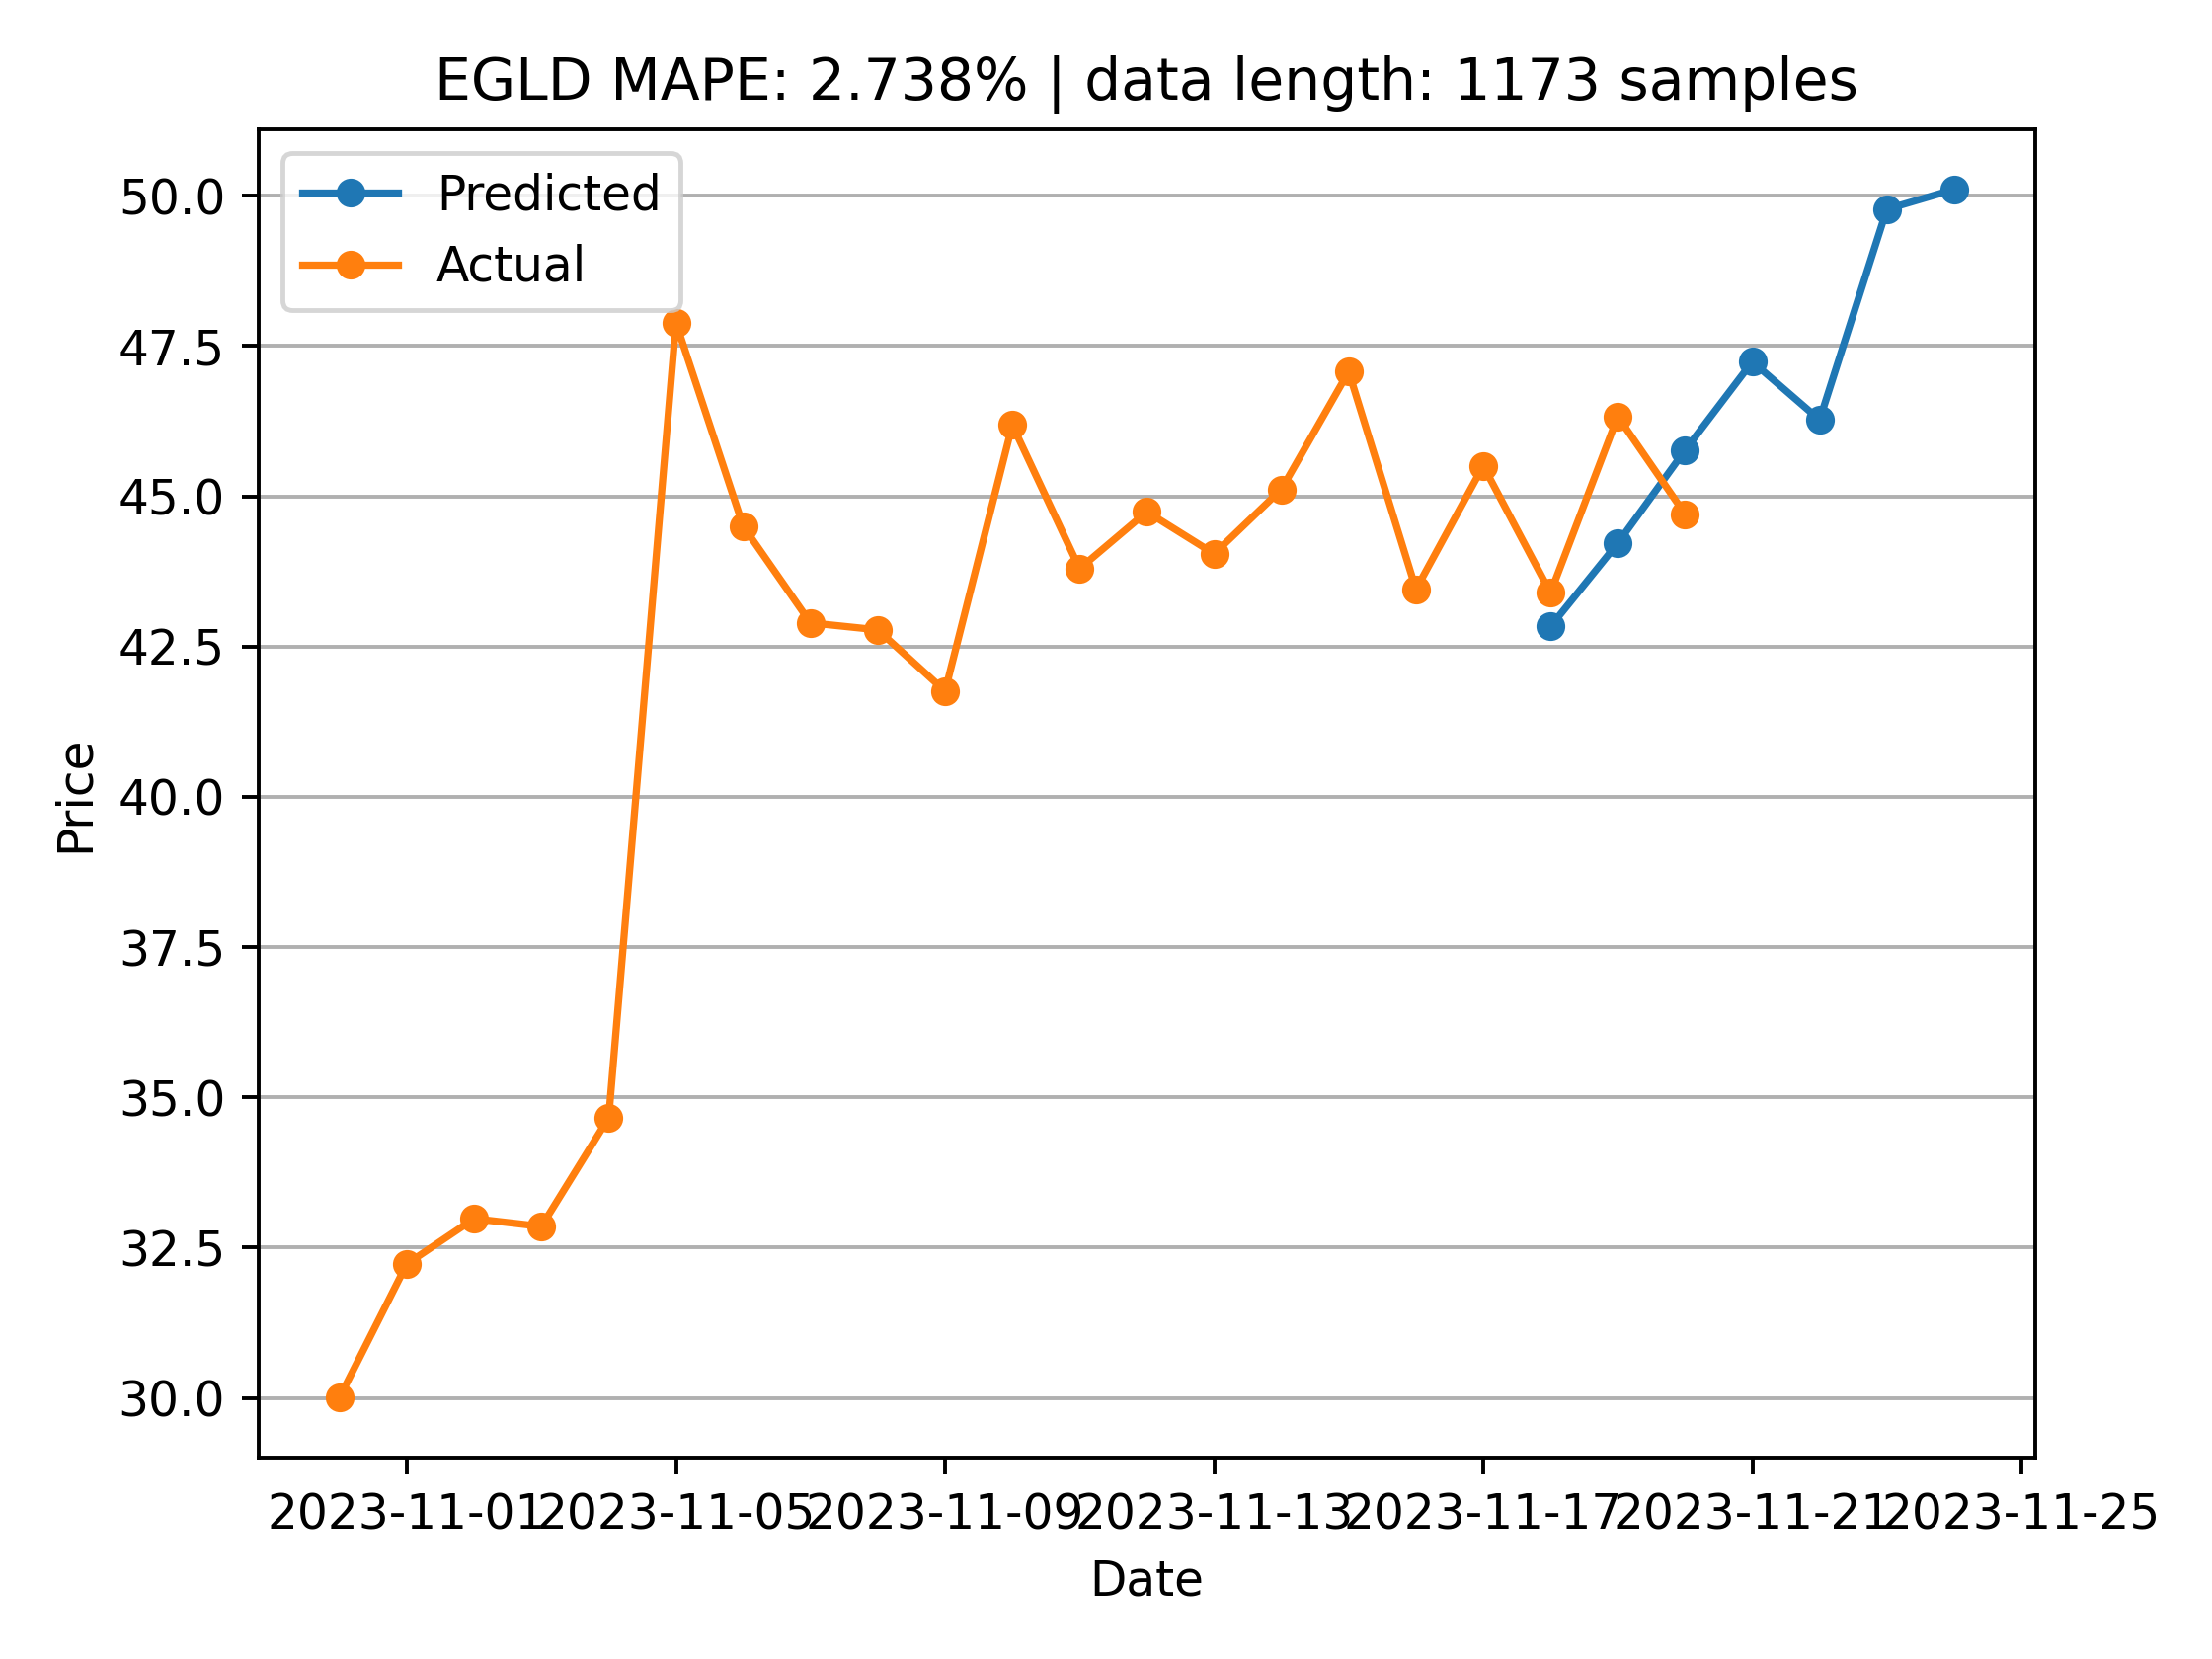 EGLD MAPE: 2.738% | data length: 1173 samples
Predicted
Actual
50.0
47.5
45.0
42.5
40.0
37.5
35.0
32.5
30.0
Price
2023-11-01 2023-11-05 2023-11-09 2023-11-13 2023-11-17 2023-11-21 2023-11-25
Date